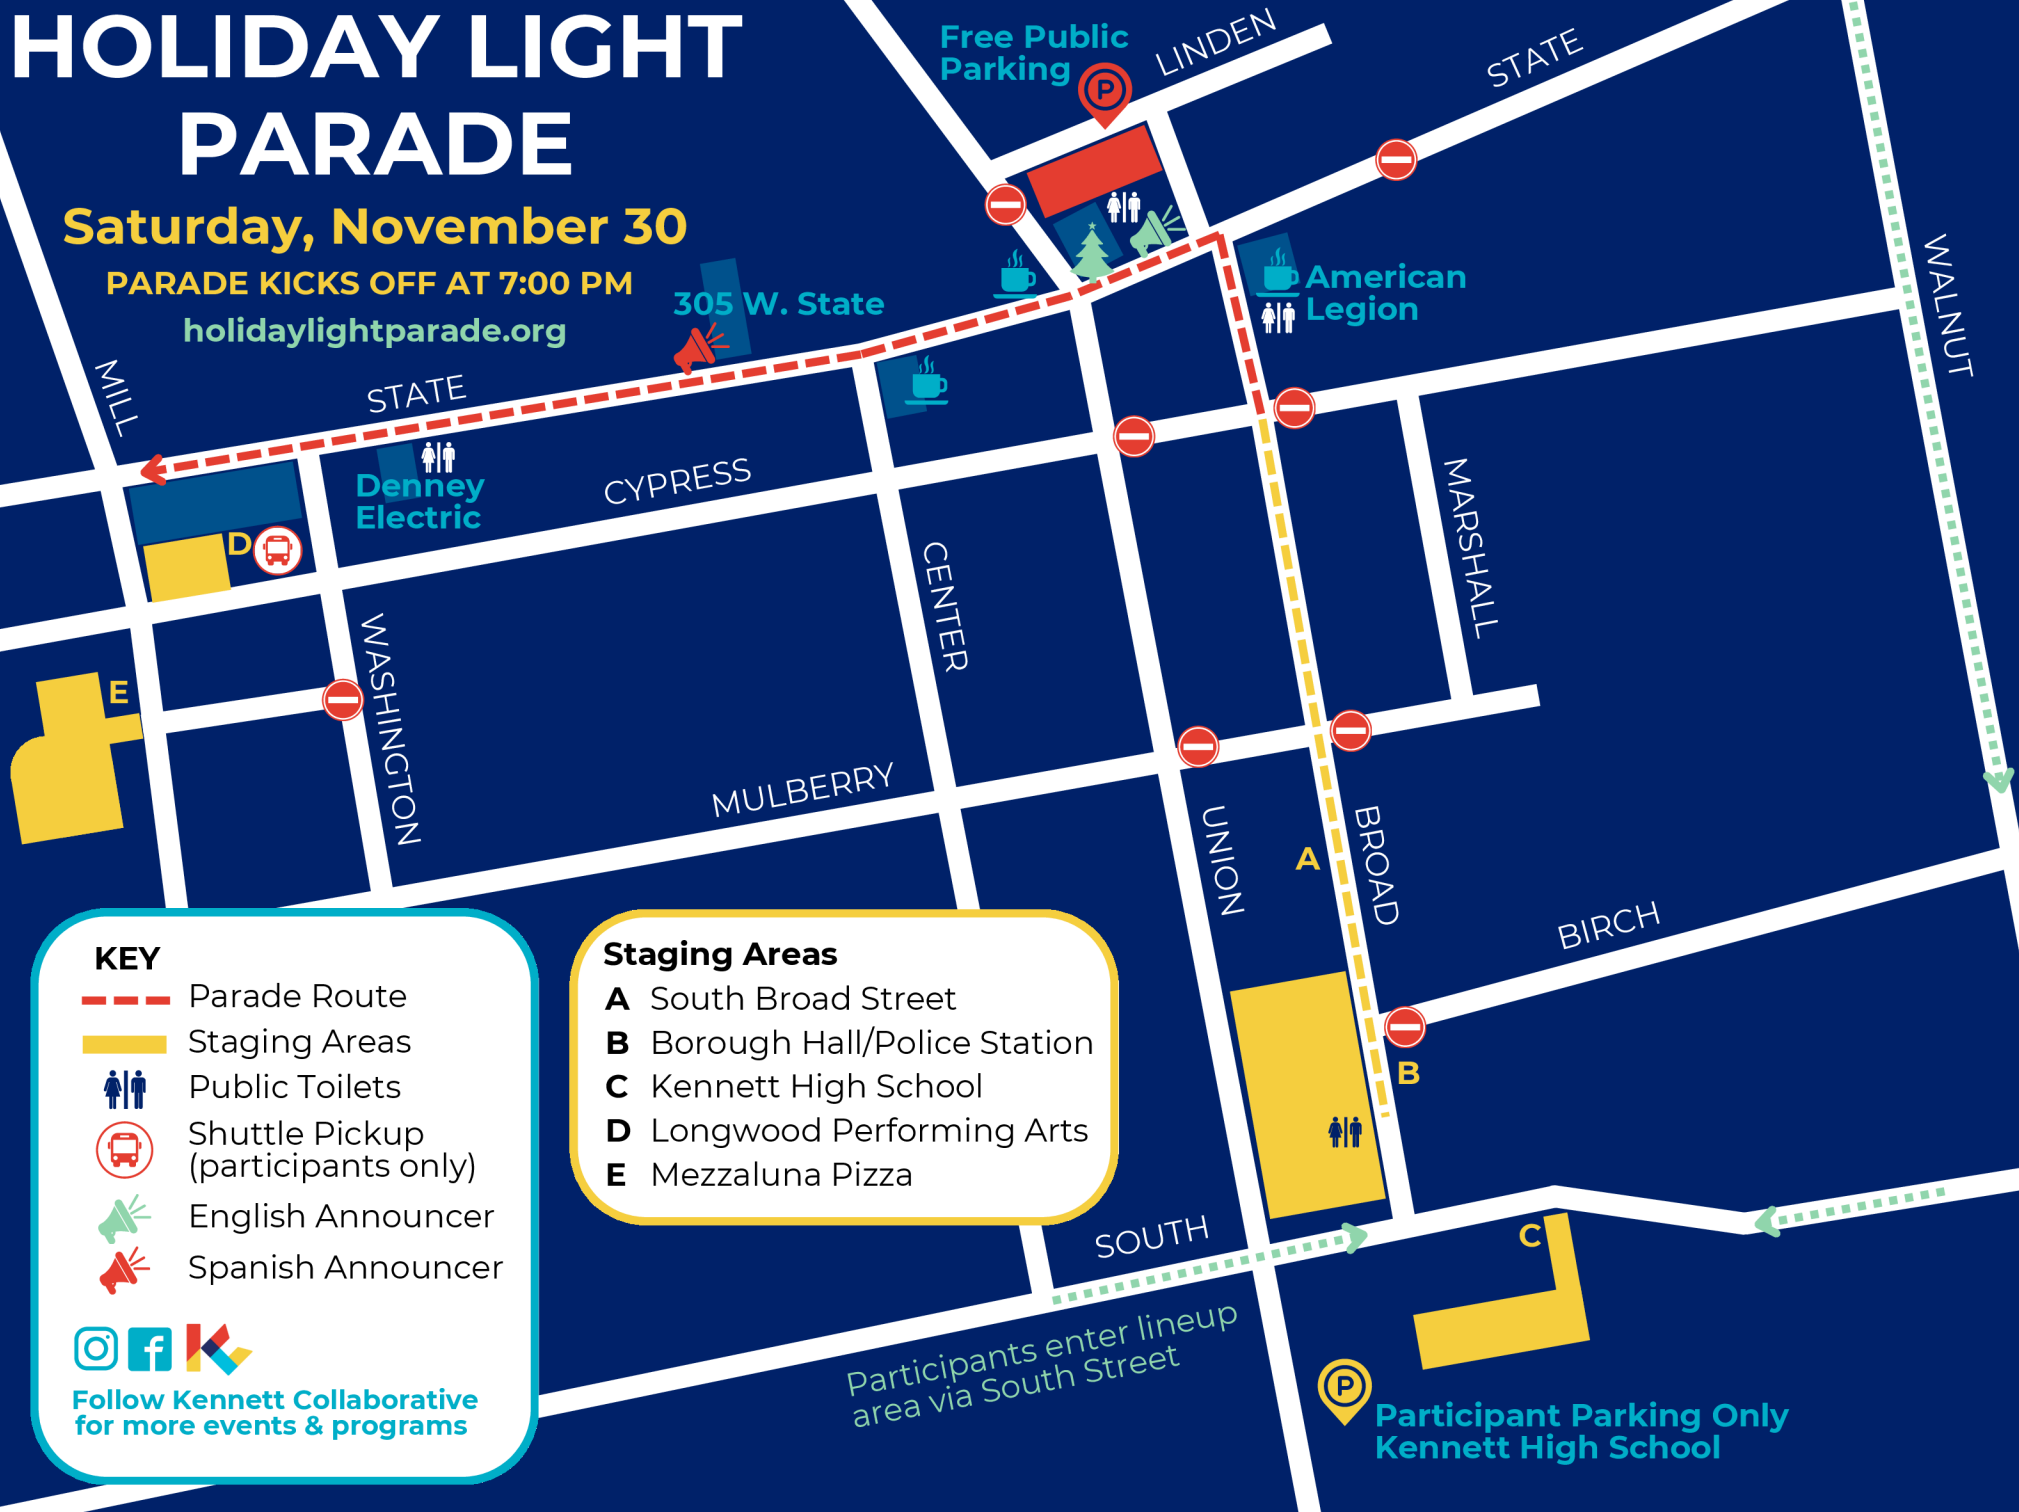 HOLIDAY LIGHT
PARADE
Saturday, November 30
PARADE KICKS OFF AT 7:00 PM
holidaylightparade.org
Free Public
Parking
P
LINDEN
STATE
WALNUT
American
Legion
305 W. State
MILL
STATE
Denney
Electric
CYPRESS
D
CENTER
MARSHALL
WASHINGTON
E
MULBERRY
UNION
A
BROAD
BIRCH
B
KEY
Parade Route
Staging Areas
Public Toilets
Shuttle Pickup
(participants only)
English Announcer
Spanish Announcer
Follow Kennett Collaborative
for more events & programs
Staging Areas
A South Broad Street
B Borough Hall/Police Station
C Kennett High School
D Longwood Performing Arts
E Mezzaluna Pizza
SOUTH
C
Participants enter lineup
area via South Street
P
Participant Parking Only
Kennett High School